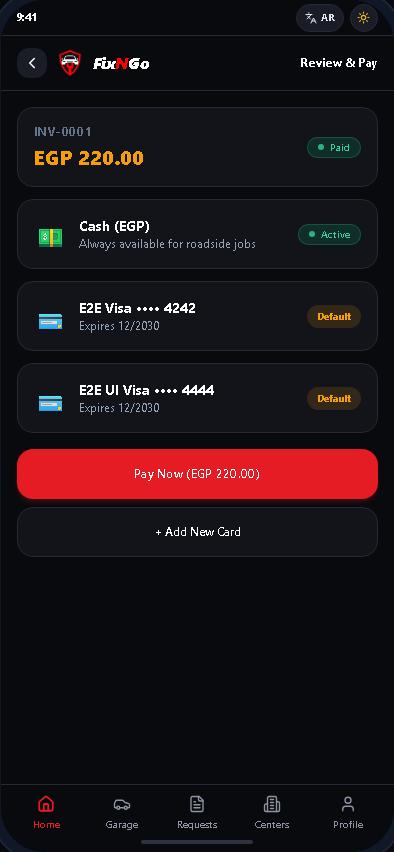 9:41
AR
FixNGo
Review & Pay
INV-0001
EGP 220.00
Paid
Cash (EGP)
Always available for roadside jobs
Active
E2E Visa •••• 4242
Expires 12/2030
Default
E2E UI Visa •••• 4444
Expires 12/2030
Default
Pay Now (EGP 220.00)
+ Add New Card
Home
Garage
Requests
Centers
Profile